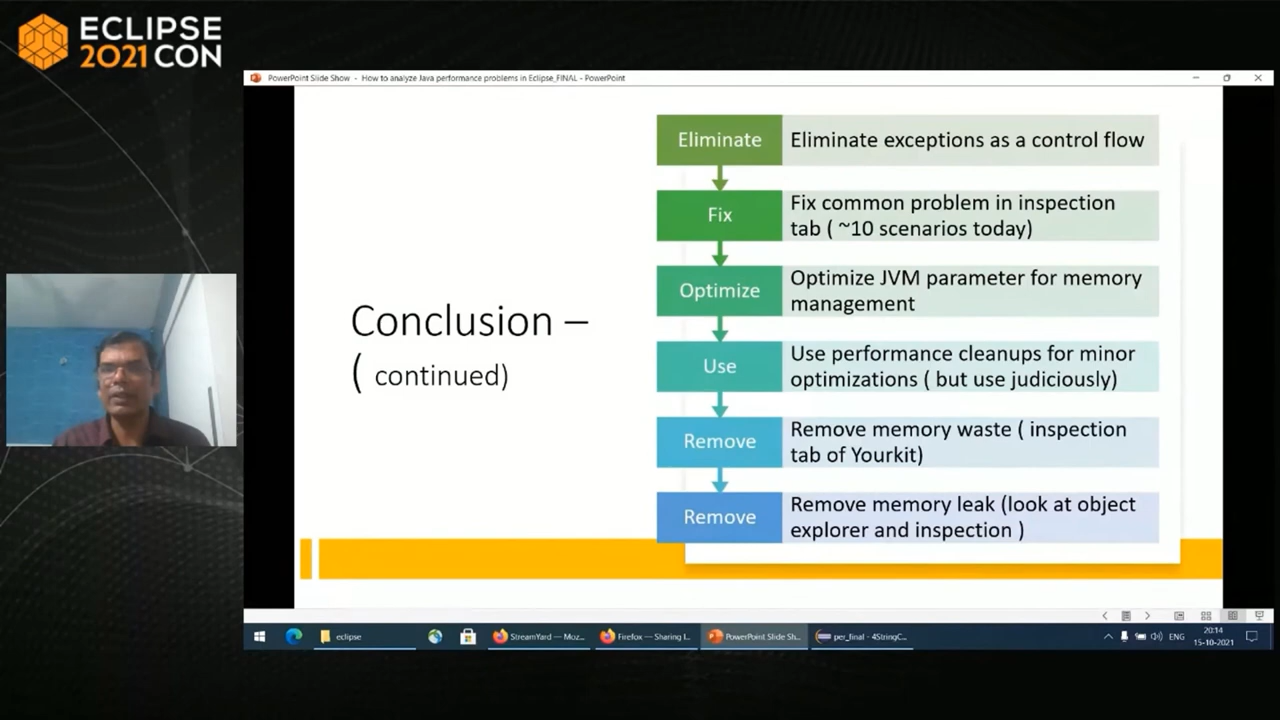 ECLIPSE
2021 CON
PowerPoint Slide Show - How to analyze Java performance problems in Eclipse_FINAL - PowerPoint
Conclusion –
( continued)
Eliminate
Eliminate exceptions as a control flow
Fix
Fix common problem in inspection
tab ( ~10 scenarios today)
Optimize
Optimize JVM parameter for memory
management
Use
Use performance cleanups for minor
optimizations ( but use judiciously)
Remove
Remove memory waste ( inspection
tab of Yourkit)
Remove
Remove memory leak (look at object
explorer and inspection )
eclipse
StreamYard — Moz...
Firefox — Sharing I...
PowerPoint Slide Sh...
per_final - 4StringC...
ENG
20:14
15-10-2021